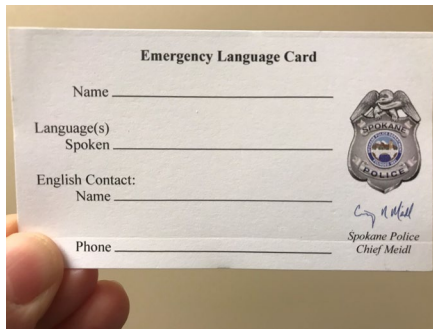 Emergency Language Card
Name
Language(s)
Spoken
English Contact:
Name
Phone
SPOKANE
POLICE
Spokane Police
Chief Meidl